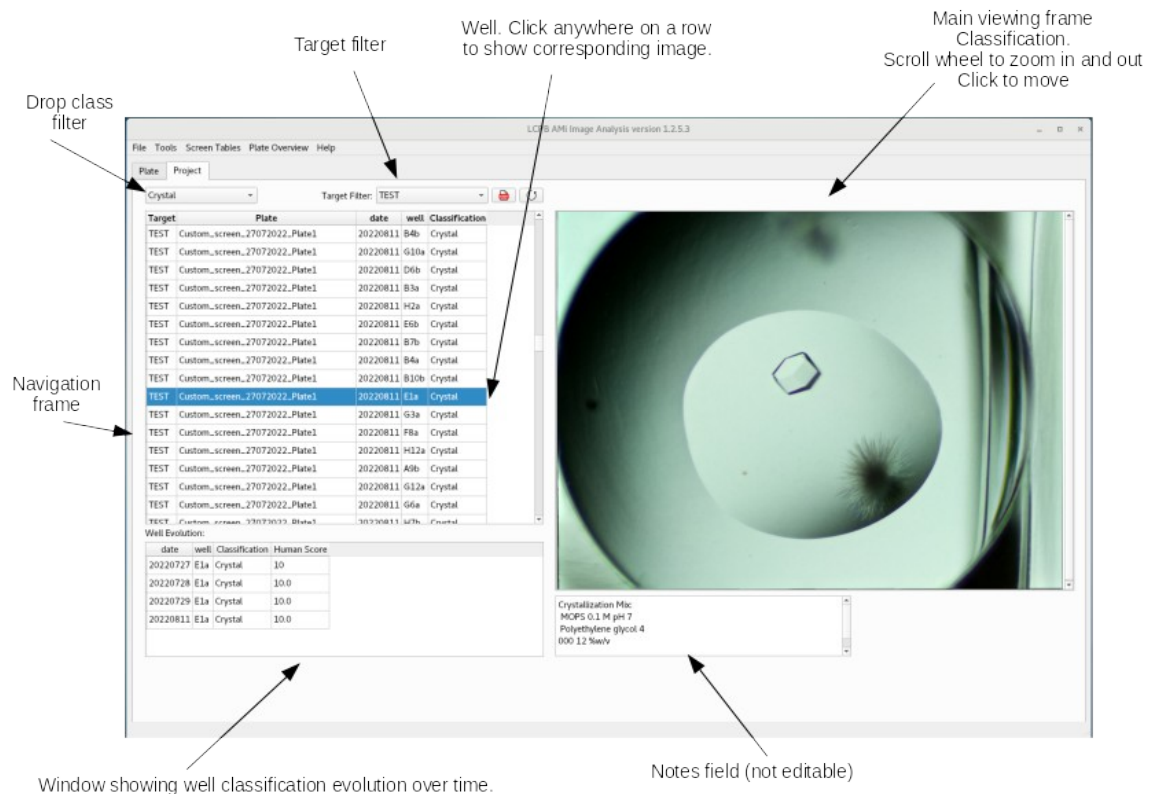 Main viewing frame
Classification.
Scroll wheel to zoom in and out
Click to move
Well. Click anywhere on a row
to show corresponding image.
Target filter
Drop class
filter
LCPB AMi Image Analysis version 1.2.5.3
File Tools Screen Tables Plate Overview Help
Plate Project
Crystal Target Filter: TEST
Target Plate date well Classification
TEST Custom_screen_27072022_Plate1 20220811 B4b Crystal
TEST Custom_screen_27072022_Plate1 20220811 G10a Crystal
TEST Custom_screen_27072022_Plate1 20220811 D6b Crystal
TEST Custom_screen_27072022_Plate1 20220811 B3a Crystal
TEST Custom_screen_27072022_Plate1 20220811 H2a Crystal
TEST Custom_screen_27072022_Plate1 20220811 E6b Crystal
TEST Custom_screen_27072022_Plate1 20220811 B7b Crystal
TEST Custom_screen_27072022_Plate1 20220811 B4a Crystal
TEST Custom_screen_27072022_Plate1 20220811 B10b Crystal
TEST Custom_screen_27072022_Plate1 20220811 E1a Crystal
TEST Custom_screen_27072022_Plate1 20220811 G3a Crystal
TEST Custom_screen_27072022_Plate1 20220811 F8a Crystal
TEST Custom_screen_27072022_Plate1 20220811 H12a Crystal
TEST Custom_screen_27072022_Plate1 20220811 A9b Crystal
TEST Custom_screen_27072022_Plate1 20220811 G12a Crystal
TEST Custom_screen_27072022_Plate1 20220811 G6a Crystal
TEST Custom_screen_27072022_Plate1 20220811 H7b Crystal
Navigation
frame
Well Evolution:
date well Classification Human Score
20220727 E1a Crystal 10
20220728 E1a Crystal 10.0
20220729 E1a Crystal 10.0
20220811 E1a Crystal 10.0
Crystallization Mix:
MOPS 0.1 M pH 7
Polyethylene glycol 4
000 12 %w/v
Notes field (not editable)
Window showing well classification evolution over time.